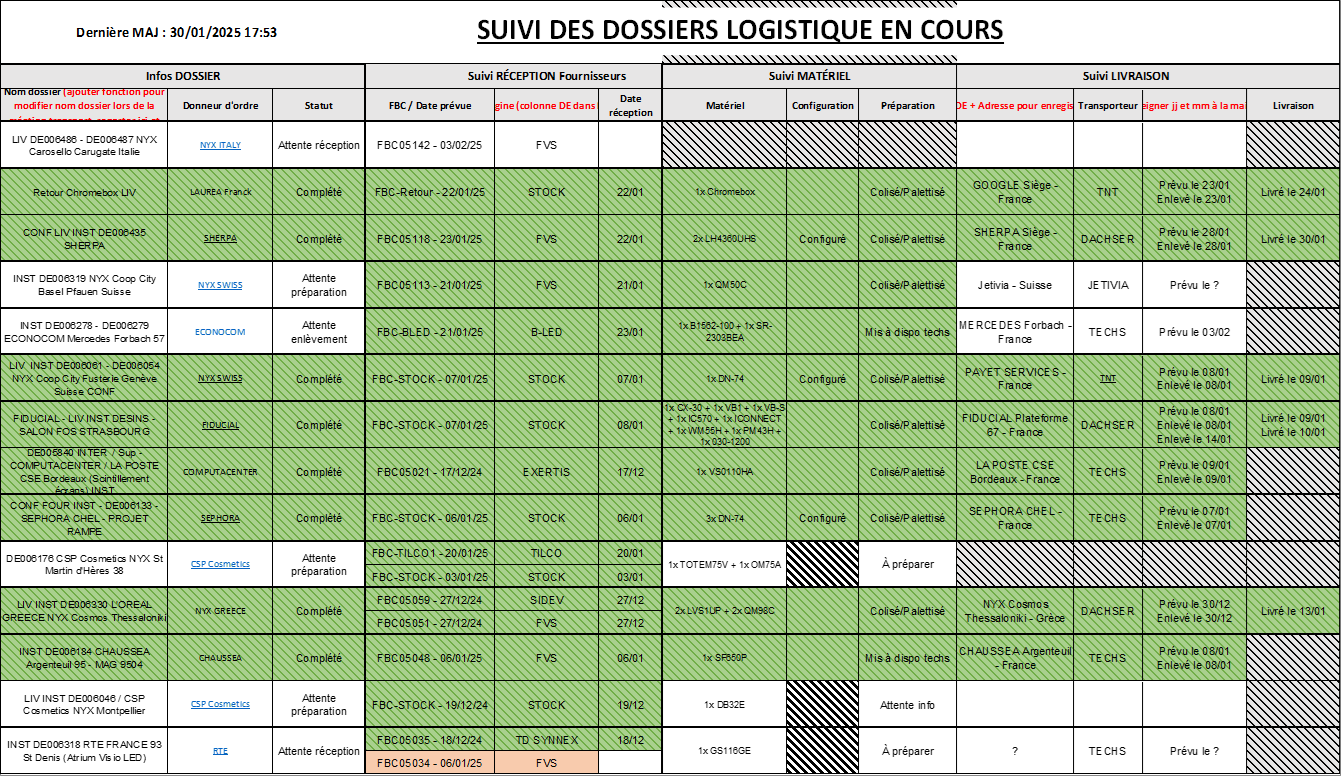 Dernière MAJ : 30/01/2025 17:53
SUIVI DES DOSSIERS LOGISTIQUE EN COURS
Infos DOSSIER
Suivi RÉCEPTION Fournisseurs
Suivi MATÉRIEL
Suivi LIVRAISON
Nom dossier (ajouter fonction pour
modifier nom dossier lors de la
Donneur d'ordre
Statut
FBC / Date prévue
gine (colonne DE dans
Date
réception
Matériel
Configuration
Préparation
DE + Adresse pour enregis
Transporteur
eigner jj et mm à la ma
Livraison
LIV DE006486 - DE006487 NYX
Carosello Carugate Italie
NYX ITALY
Attente réception
FBC05142 - 03/02/25
FVS
Retour Chromebox LIV
LAUREA Franck
Complété
FBC-Retour - 22/01/25
STOCK
22/01
1x Chromebox
Colisé/Palettisé
GOOGLE Siège -
France
TNT
Prévu le 23/01
Enlevé le 23/01
Livré le 24/01
CONF LIV INST DE006435
SHERPA
SHERPA
Complété
FBC05118 - 23/01/25
FVS
22/01
2x LH4360UHS
Configuré
Colisé/Palettisé
SHERPA Siège -
France
DACHSER
Prévu le 28/01
Enlevé le 28/01
Livré le 30/01
INST DE006319 NYX Coop City
Basel Pfauen Suisse
NYX SWISS
Attente
préparation
FBC05113 - 21/01/25
FVS
21/01
1x QM50C
Colisé/Palettisé
Jetivia - Suisse
JETIVIA
Prévu le ?
INST DE006278 - DE006279
ECONOCOM Mercedes Forbach 57
ECONOCOM
Attente
enlèvement
FBC-BLED - 21/01/25
B-LED
23/01
1x B1562-100 + 1x SR-
2303BEA
Mis à dispo techs
MERCEDES Forbach -
France
TECHS
Prévu le 03/02
LIV INST DE006061 - DE006054
NYX Coop City Fusterie Genève
Suisse CONF
NYX SWISS
Complété
FBC-STOCK - 07/01/25
STOCK
07/01
1x DN-74
Configuré
Colisé/Palettisé
PAYET SERVICES -
France
TNT
Prévu le 08/01
Enlevé le 08/01
Livré le 09/01
FIDUCIAL - LIV INST DESINS -
SALON FOS STRASBOURG
FIDUCIAL
Complété
FBC-STOCK - 07/01/25
STOCK
08/01
1x CX-30 + 1x VB1 + 1x VB-S
+ 1x IC570 + 1x ICONNECT
+ 1x WM55H + 1x PM43H +
1x 030-1200
Colisé/Palettisé
FIDUCIAL Plateforme
67 - France
DACHSER
Prévu le 08/01
Enlevé le 08/01
Enlevé le 14/01
Livré le 09/01
Livré le 10/01
DE005840 INTER / Sup -
COMPUTACENTER / LA POSTE
CSE Bordeaux (Scintillement
écrans) INST
COMPUTACENTER
Complété
FBC05021 - 17/12/24
EXERTIS
17/12
1x VS0110HA
Colisé/Palettisé
LA POSTE CSE
Bordeaux - France
TECHS
Prévu le 09/01
Enlevé le 09/01
CONF FOUR INST - DE006133 -
SEPHORA CHEL - PROJET
RAMPE
SEPHORA
Complété
FBC-STOCK - 06/01/25
STOCK
06/01
3x DN-74
Configuré
Colisé/Palettisé
SEPHORA CHEL -
France
TECHS
Prévu le 07/01
Enlevé le 07/01
DE006176 CSP Cosmetics NYX St
Martin d'Hères 38
CSP Cosmetics
Attente
préparation
FBC-TILCO1 - 20/01/25
TILCO
20/01
FBC-STOCK - 03/01/25
STOCK
03/01
1x TOTEM75V + 1x OM75A
À préparer
LIV INST DE006330 L'OREAL
GREECE NYX Cosmos Thessaloniki
NYX GREECE
Complété
FBC05059 - 27/12/24
SIDEV
27/12
FBC05051 - 27/12/24
FVS
27/12
2x LVS1UP + 2x QM98C
Colisé/Palettisé
NYX Cosmos
Thessaloniki - Grèce
DACHSER
Prévu le 30/12
Enlevé le 30/12
Livré le 13/01
INST DE006184 CHAUSSEA
Argenteuil 95 - MAG 9504
CHAUSSEA
Complété
FBC05048 - 06/01/25
FVS
06/01
1x SP650P
Mis à dispo techs
CHAUSSEA Argenteuil
- France
TECHS
Prévu le 08/01
Enlevé le 08/01
LIV INST DE006046 / CSP
Cosmetics NYX Montpellier
CSP Cosmetics
Attente
préparation
FBC-STOCK - 19/12/24
STOCK
19/12
1x DB32E
Attente info
INST DE006318 RTE FRANCE 93
St Denis (Atrium Visio LED)
RTE
Attente réception
FBC05035 - 18/12/24
TD SYNNEX
18/12
FBC05034 - 06/01/25
FVS
1x GS116GE
À préparer
?
TECHS
Prévu le ?